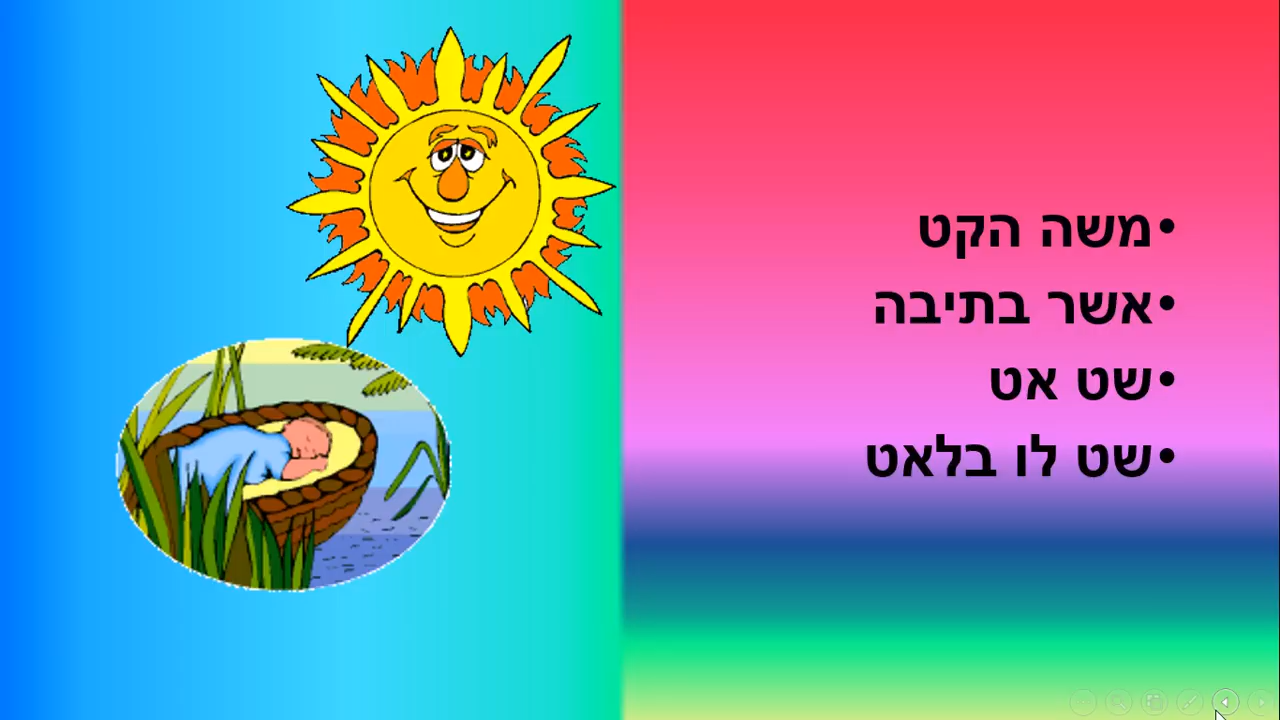 •משה הקט
•אשר בתיבה
•שט אט
•שט לו בלאט